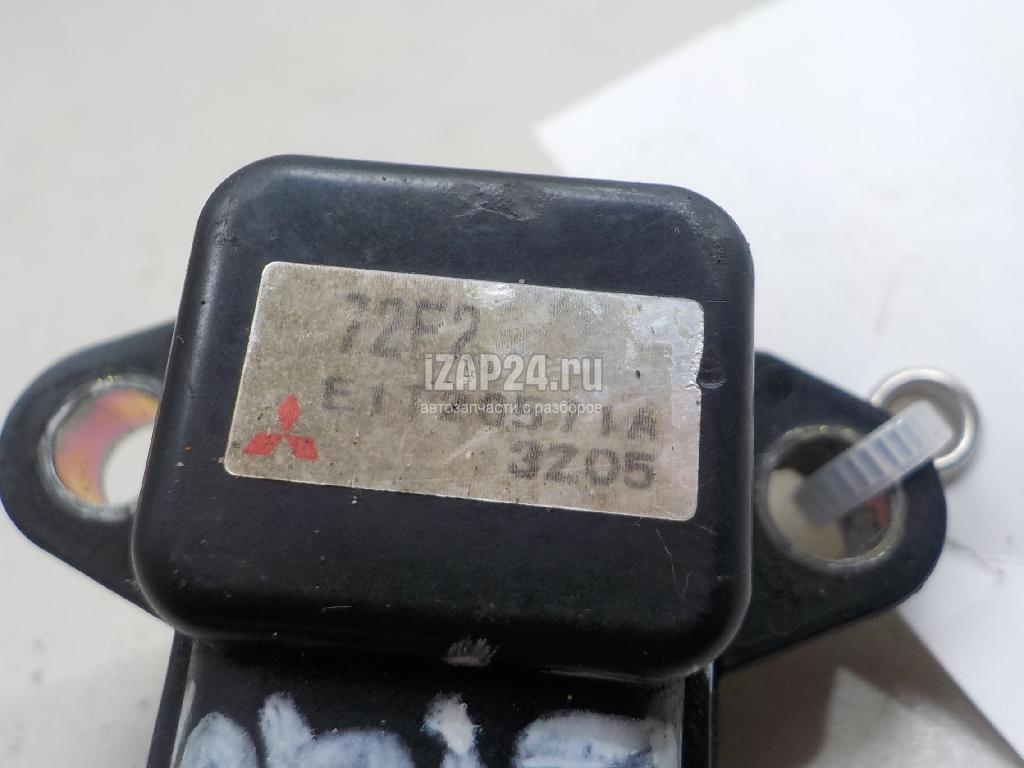 72F2
iZAP24.ru
автозапчасти с разборов
3Z05